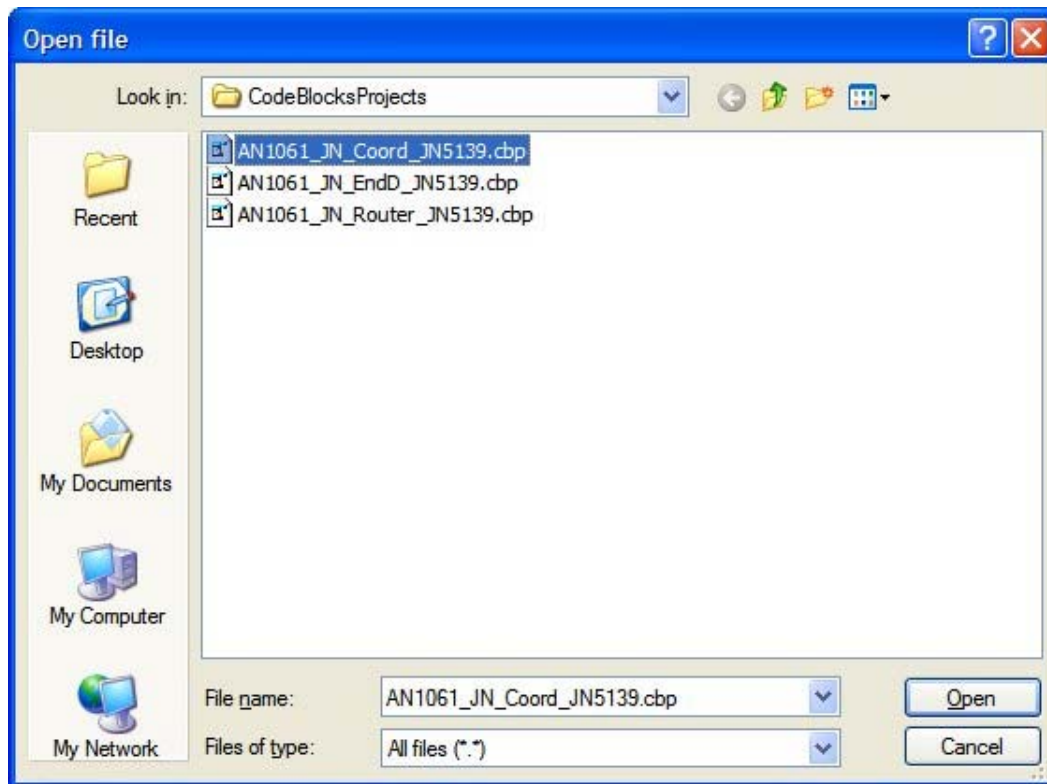 Open file
Look in:
CodeBlocksProjects
AN1061_JN_Coord_JN5139.cbp
AN1061_JN_EndD_JN5139.cbp
AN1061_JN_Router_JN5139.cbp
Recent
Desktop
My Documents
My Computer
My Network
File name:
AN1061_JN_Coord_JN5139.cbp
Open
Files of type:
All files (*.*)
Cancel